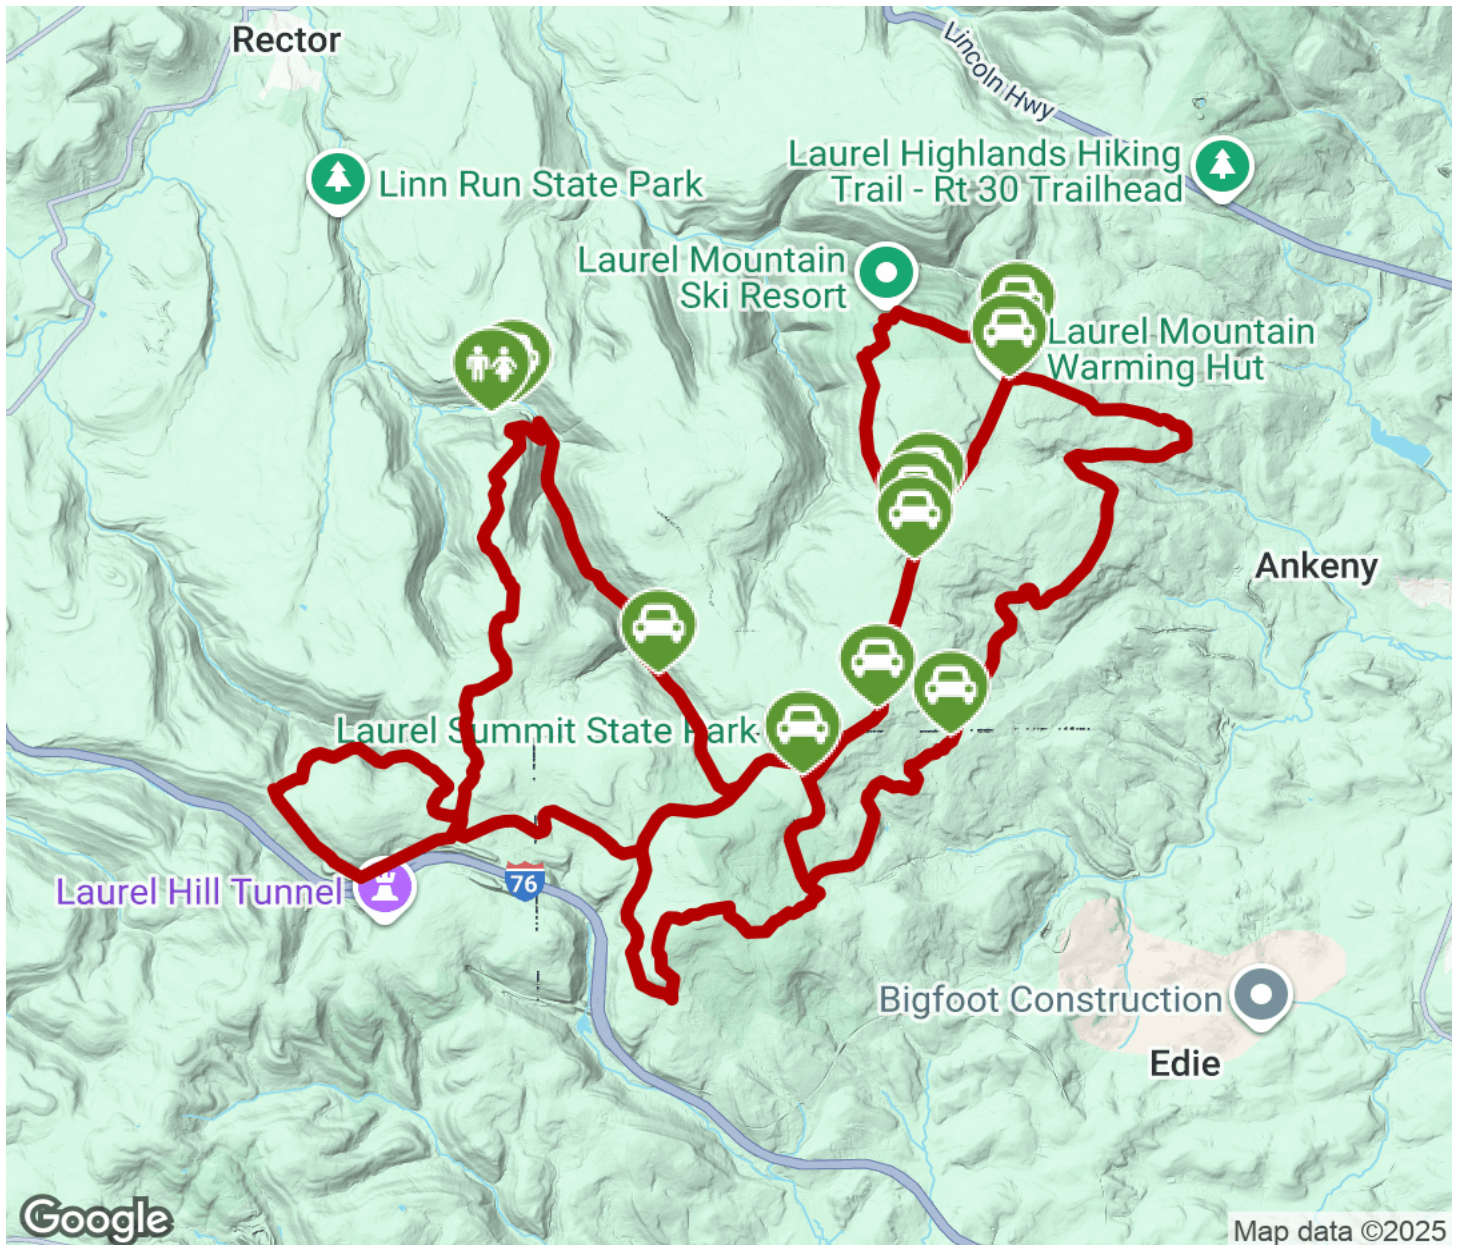 Rector
Lincoln Hwy
Laurel Highlands Hiking
Trail - Rt 30 Trailhead
Linn Run State Park
Laurel Mountain
Ski Resort
Laurel Mountain
Warming Hut
Ankeny
Laurel Summit State Park
Laurel Hill Tunnel
76
Bigfoot Construction
Edie
Google
Map data ©2025